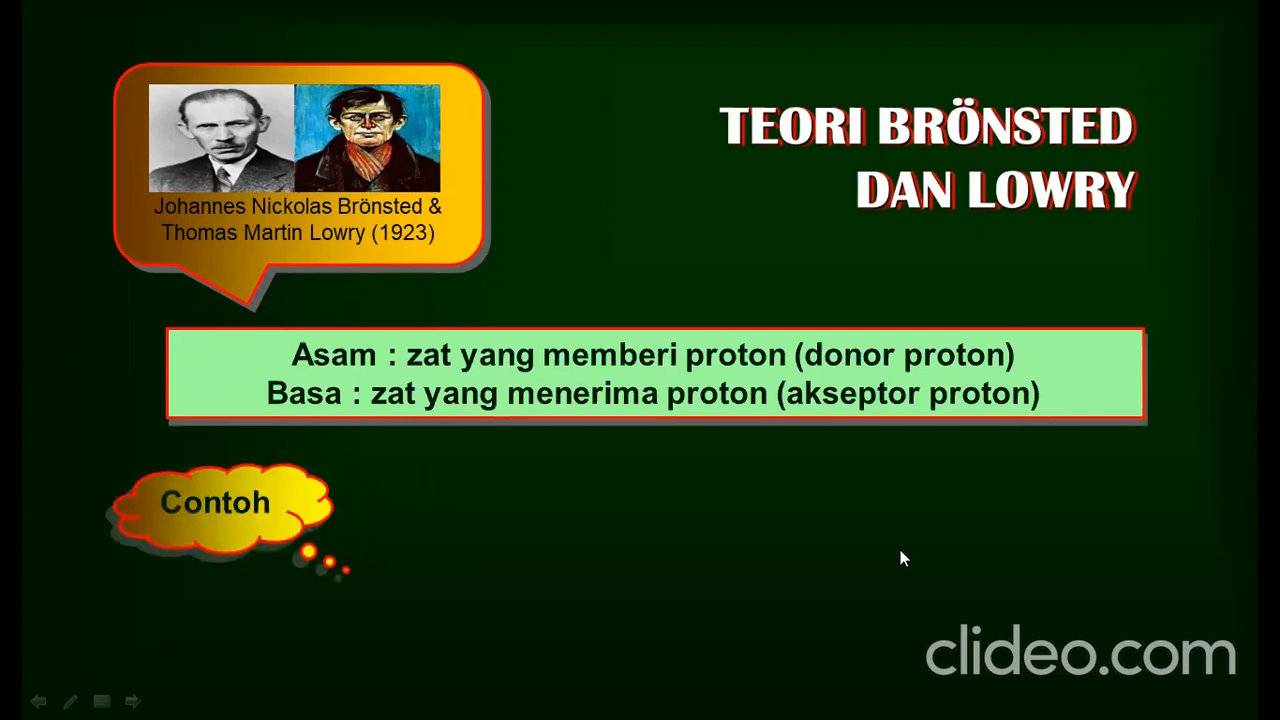 TEORI BRÖNSTED
DAN LOWRY
Johannes Nickolas Brönsted &
Thomas Martin Lowry (1923)
Asam : zat yang memberi proton (donor proton)
Basa : zat yang menerima proton (akseptor proton)
Contoh
clideo.com